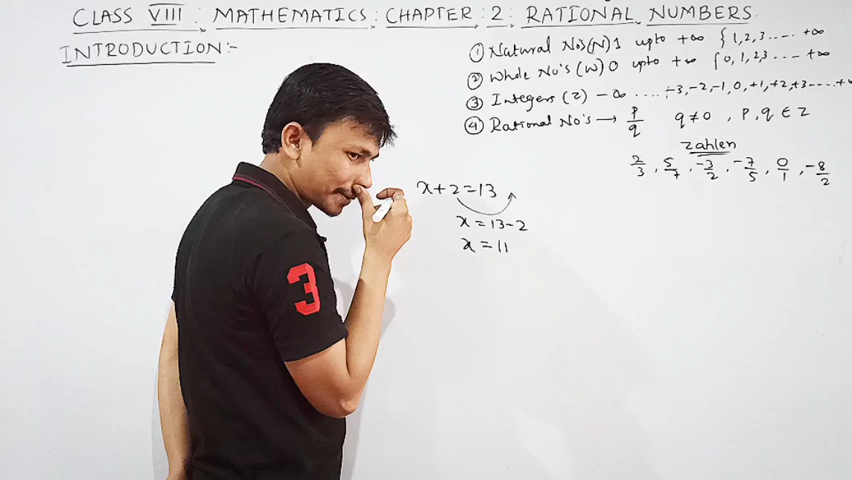 CLASS VIII : MATHEMATICS : CHAPTER : 2 : RATIONAL NUMBERS.
INTRODUCTION:-
① Natural No's (N) 1 upto +∞ {1, 2, 3 .... +∞
② Whole No's (W) 0 upto +∞ {0, 1, 2, 3 ... +∞
③ Integers (Z) -∞ ..... -3, -2, -1, 0, +1, +2, +3 .... +∞
④ Rational No's → p/q q≠0 , P, q ∈ Z
Zahlen
2/3 , 5/7 , -3/2 , -7/5 , 0/1 , -8/2
x+2=13
x = 13-2
x = 11
3